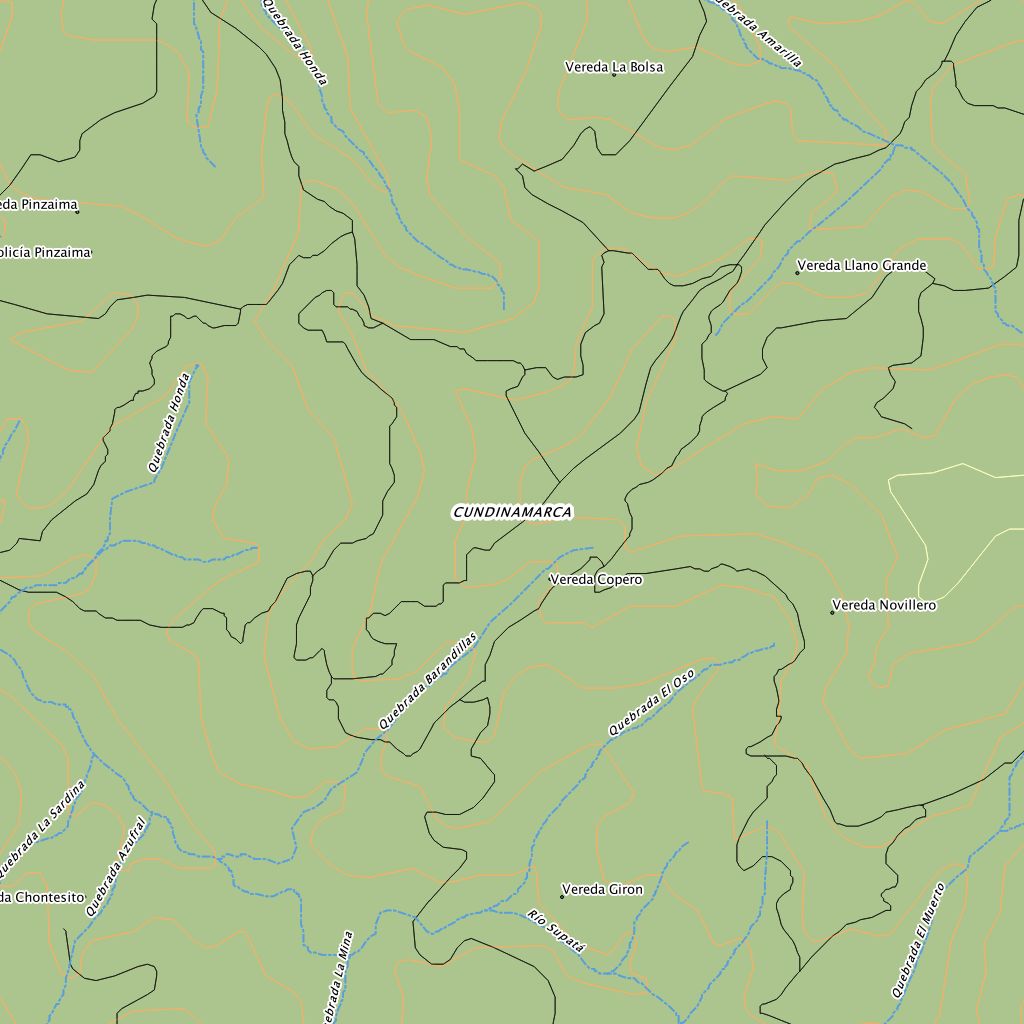 Quebrada Honda
uebrada Amarilla
Vereda La Bolsa
eda Pinzaima
olicía Pinzaima
Vereda Llano Grande
Quebrada Honda
CUNDINAMARCA
Vereda Copero
Vereda Novillero
Quebrada Barandillas
Quebrada El Oso
Quebrada La Sardina
Quebrada Azufral
da Chontesito
Vereda Giron
Río Supatá
Quebrada El Muerto
ebrada La Mina